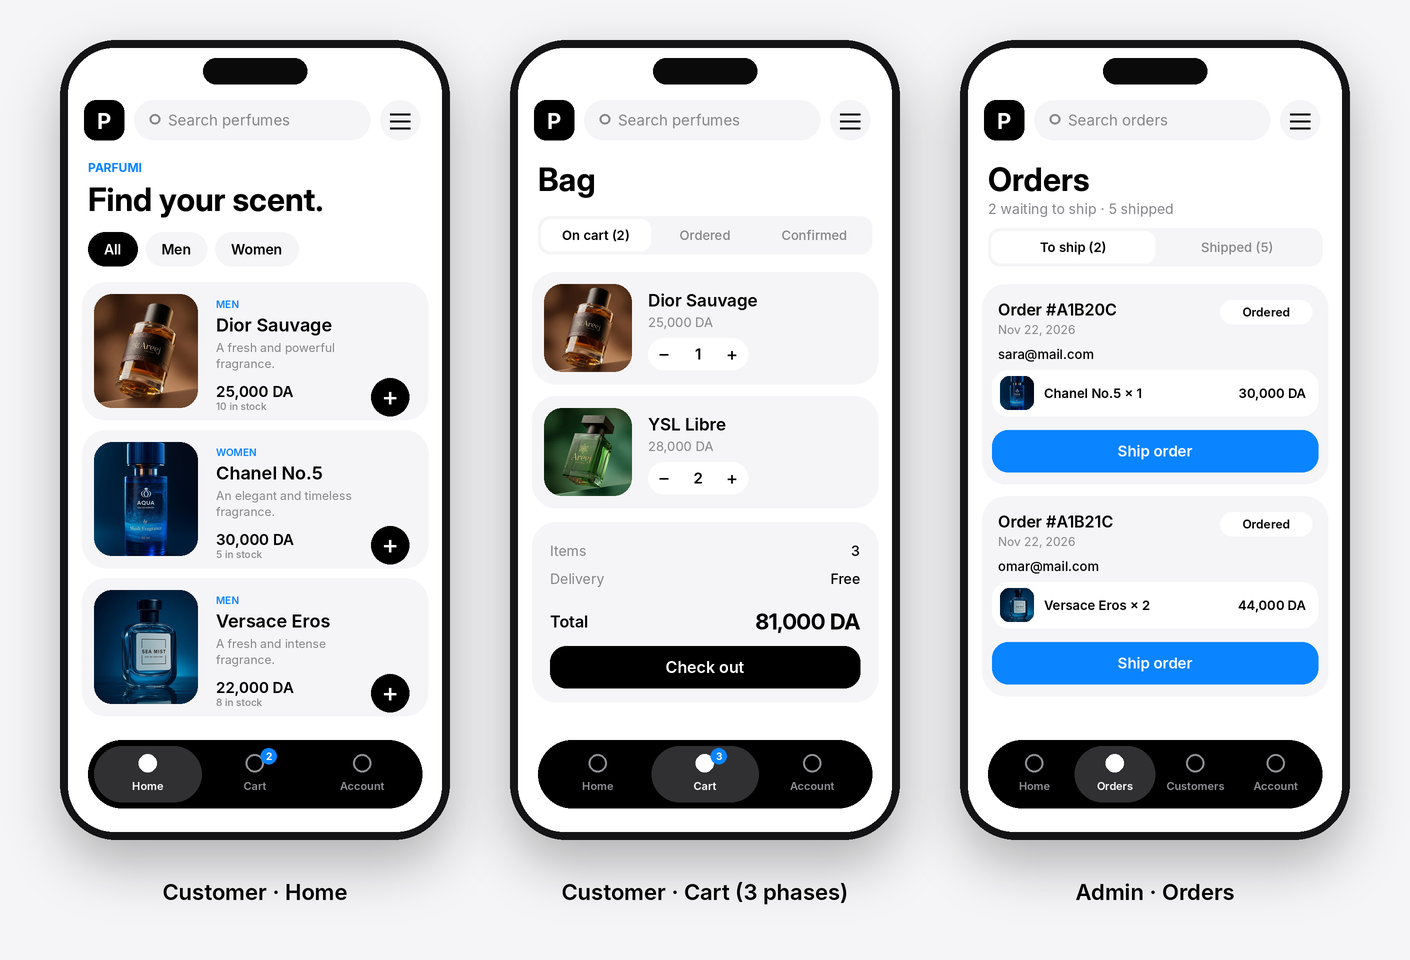 P
Search perfumes
PARFUMI
Find your scent.
All
Men
Women
MEN
Dior Sauvage
A fresh and powerful
fragrance.
25,000 DA
10 in stock
+
WOMEN
AQUA
Chanel No.5
An elegant and timeless
fragrance.
30,000 DA
5 in stock
+
MEN
SEA MIST
Versace Eros
A fresh and intense
fragrance.
22,000 DA
8 in stock
+
2
Home
Cart
Account
Customer · Home
P
Search perfumes
Bag
On cart (2)
Ordered
Confirmed
Dior Sauvage
25,000 DA
− 1 +
YSL Libre
28,000 DA
Areej
− 2 +
Items 3
Delivery Free
Total 81,000 DA
Check out
3
Home
Cart
Account
Customer · Cart (3 phases)
P
Search orders
Orders
2 waiting to ship · 5 shipped
To ship (2)
Shipped (5)
Order #A1B20C
Ordered
Nov 22, 2026
sara@mail.com
Chanel No.5 × 1
30,000 DA
Ship order
Order #A1B21C
Ordered
Nov 22, 2026
omar@mail.com
Versace Eros × 2
44,000 DA
Ship order
Home
Orders
Customers
Account
Admin · Orders